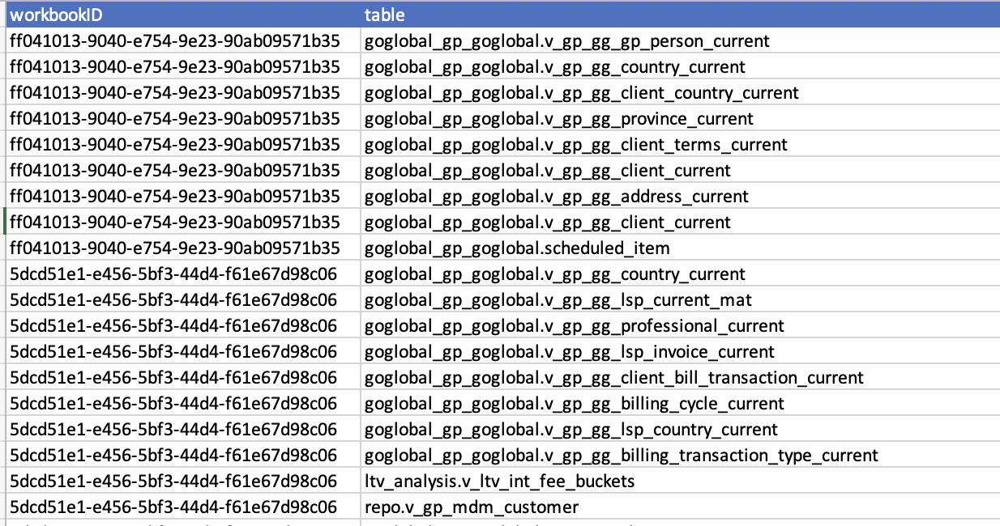 workbookID table
ff041013-9040-e754-9e23-90ab09571b35 goglobal_gp_goglobal.v_gp_gg_gp_person_current
ff041013-9040-e754-9e23-90ab09571b35 goglobal_gp_goglobal.v_gp_gg_country_current
ff041013-9040-e754-9e23-90ab09571b35 goglobal_gp_goglobal.v_gp_gg_client_country_current
ff041013-9040-e754-9e23-90ab09571b35 goglobal_gp_goglobal.v_gp_gg_province_current
ff041013-9040-e754-9e23-90ab09571b35 goglobal_gp_goglobal.v_gp_gg_client_terms_current
ff041013-9040-e754-9e23-90ab09571b35 goglobal_gp_goglobal.v_gp_gg_client_current
ff041013-9040-e754-9e23-90ab09571b35 goglobal_gp_goglobal.v_gp_gg_address_current
ff041013-9040-e754-9e23-90ab09571b35 goglobal_gp_goglobal.v_gp_gg_client_current
ff041013-9040-e754-9e23-90ab09571b35 goglobal_gp_goglobal.scheduled_item
5dcd51e1-e456-5bf3-44d4-f61e67d98c06 goglobal_gp_goglobal.v_gp_gg_country_current
5dcd51e1-e456-5bf3-44d4-f61e67d98c06 goglobal_gp_goglobal.v_gp_gg_lsp_current_mat
5dcd51e1-e456-5bf3-44d4-f61e67d98c06 goglobal_gp_goglobal.v_gp_gg_professional_current
5dcd51e1-e456-5bf3-44d4-f61e67d98c06 goglobal_gp_goglobal.v_gp_gg_lsp_invoice_current
5dcd51e1-e456-5bf3-44d4-f61e67d98c06 goglobal_gp_goglobal.v_gp_gg_client_bill_transaction_current
5dcd51e1-e456-5bf3-44d4-f61e67d98c06 goglobal_gp_goglobal.v_gp_gg_billing_cycle_current
5dcd51e1-e456-5bf3-44d4-f61e67d98c06 goglobal_gp_goglobal.v_gp_gg_lsp_country_current
5dcd51e1-e456-5bf3-44d4-f61e67d98c06 goglobal_gp_goglobal.v_gp_gg_billing_transaction_type_current
5dcd51e1-e456-5bf3-44d4-f61e67d98c06 ltv_analysis.v_ltv_int_fee_buckets
5dcd51e1-e456-5bf3-44d4-f61e67d98c06 repo.v_gp_mdm_customer